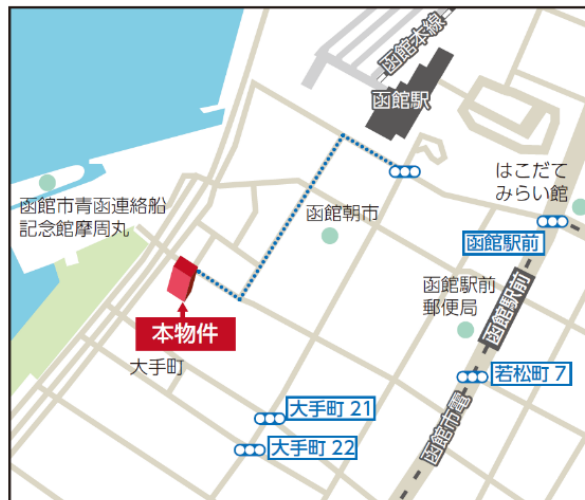 函館本線
函館駅
はこだて
みらい館
函館市青函連絡船
記念館摩周丸
函館朝市
函館駅前
函館駅前
郵便局
函館駅前
本物件
大手町
若松町 7
大手町 21
函館市電
大手町 22